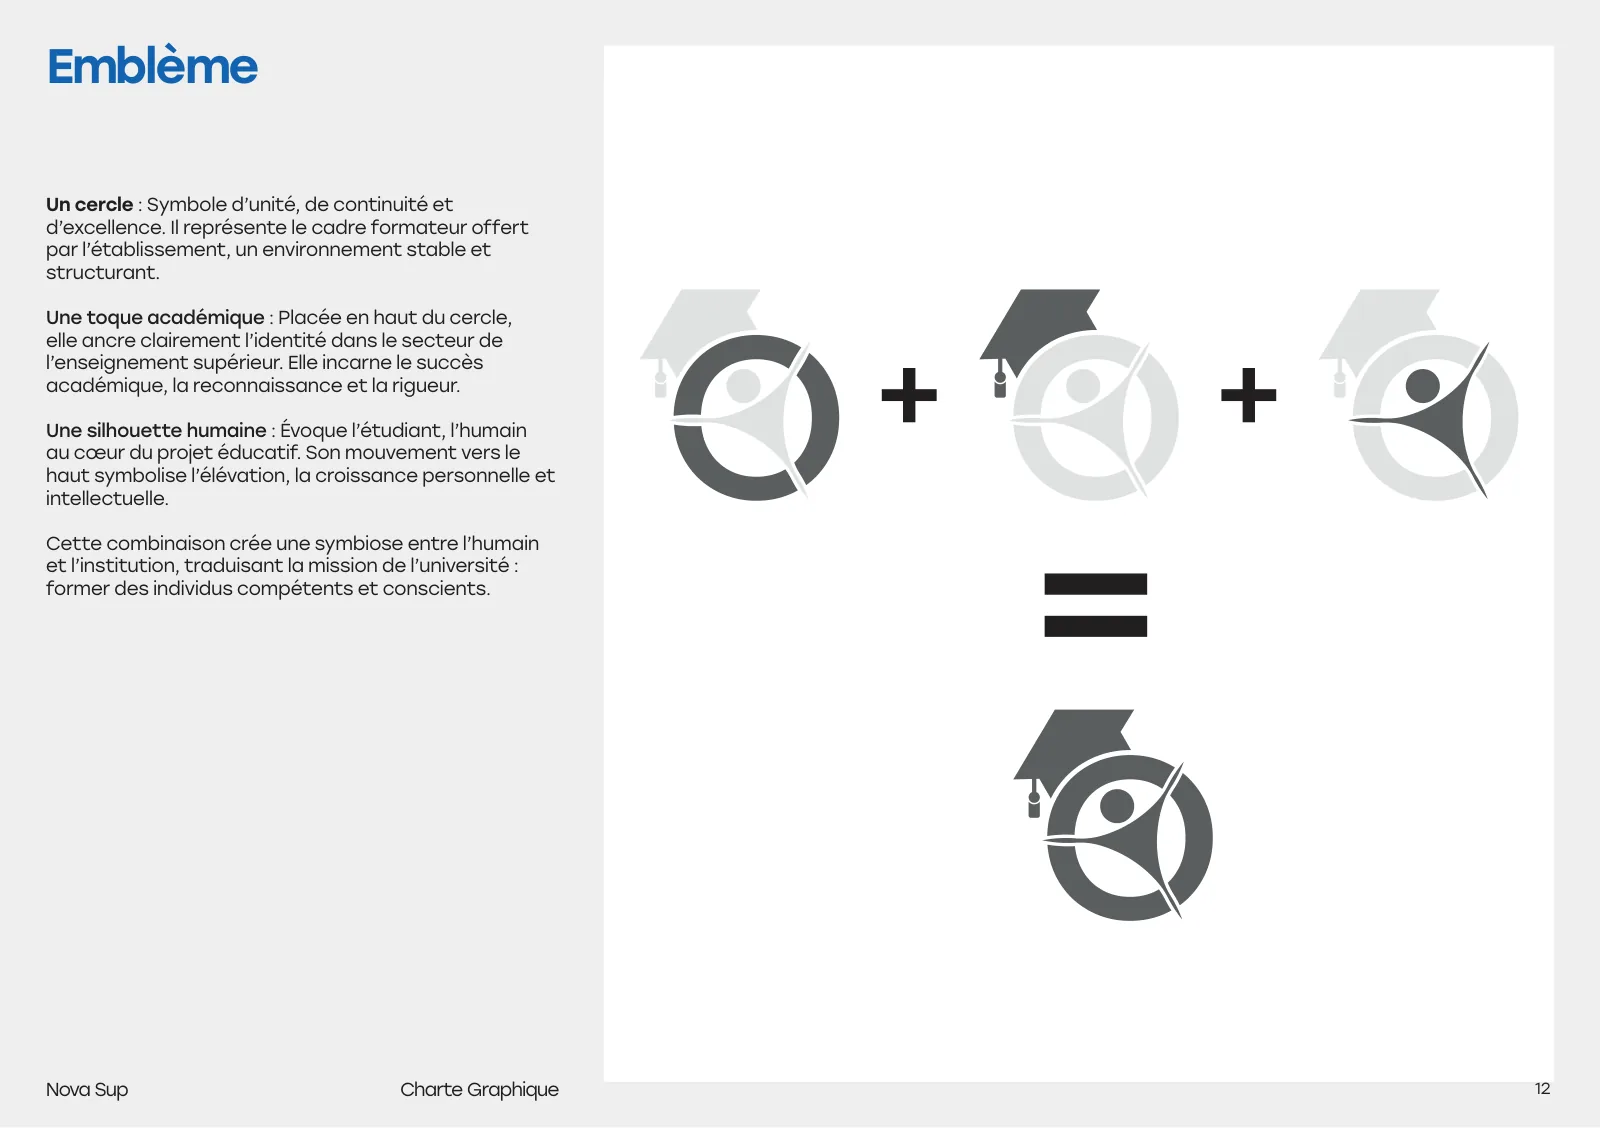 Emblème
Un cercle : Symbole d’unité, de continuité et
d’excellence. Il représente le cadre formateur offert
par l’établissement, un environnement stable et
structurant.
Une toque académique : Placée en haut du cercle,
elle ancre clairement l’identité dans le secteur de
l’enseignement supérieur. Elle incarne le succès
académique, la reconnaissance et la rigueur.
Une silhouette humaine : Évoque l’étudiant, l’humain
au cœur du projet éducatif. Son mouvement vers le
haut symbolise l’élévation, la croissance personnelle et
intellectuelle.
Cette combinaison crée une symbiose entre l’humain
et l’institution, traduisant la mission de l’université :
former des individus compétents et conscients.
+ +
=
Nova Sup
Charte Graphique
12